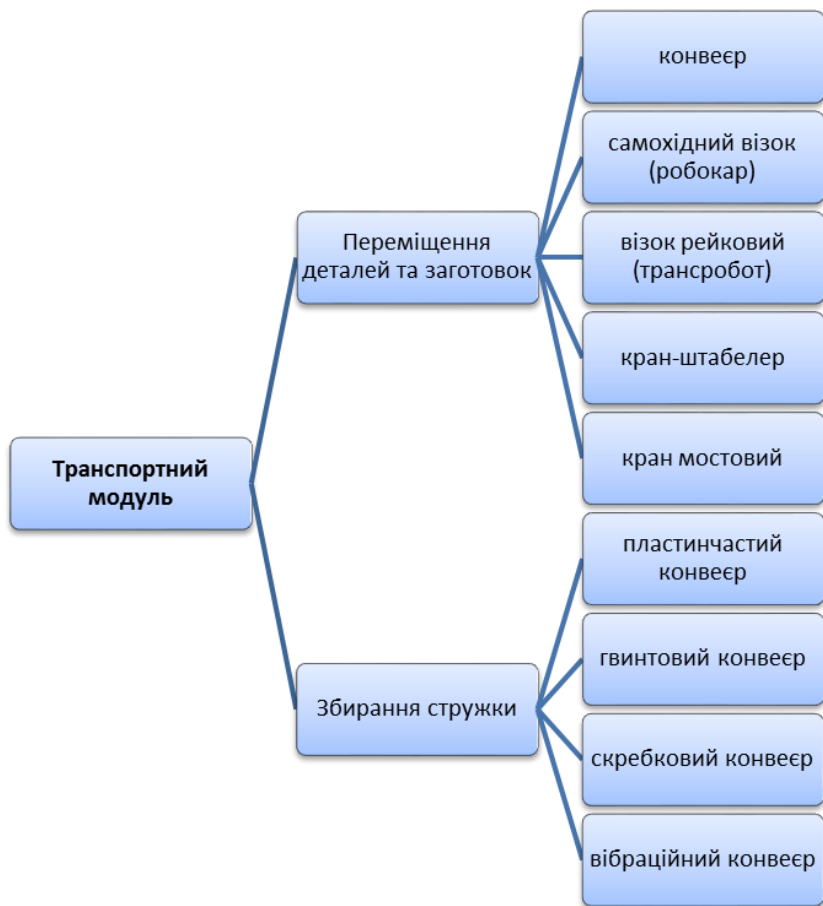 Транспортний
модуль
Переміщення
деталей та заготовок
конвеєр
самохідний візок
(робокар)
візок рейковий
(трансробот)
кран-штабелер
кран мостовий
Збирання стружки
пластинчастий
конвеєр
гвинтовий конвеєр
скребковий конвеєр
вібраційний конвеєр